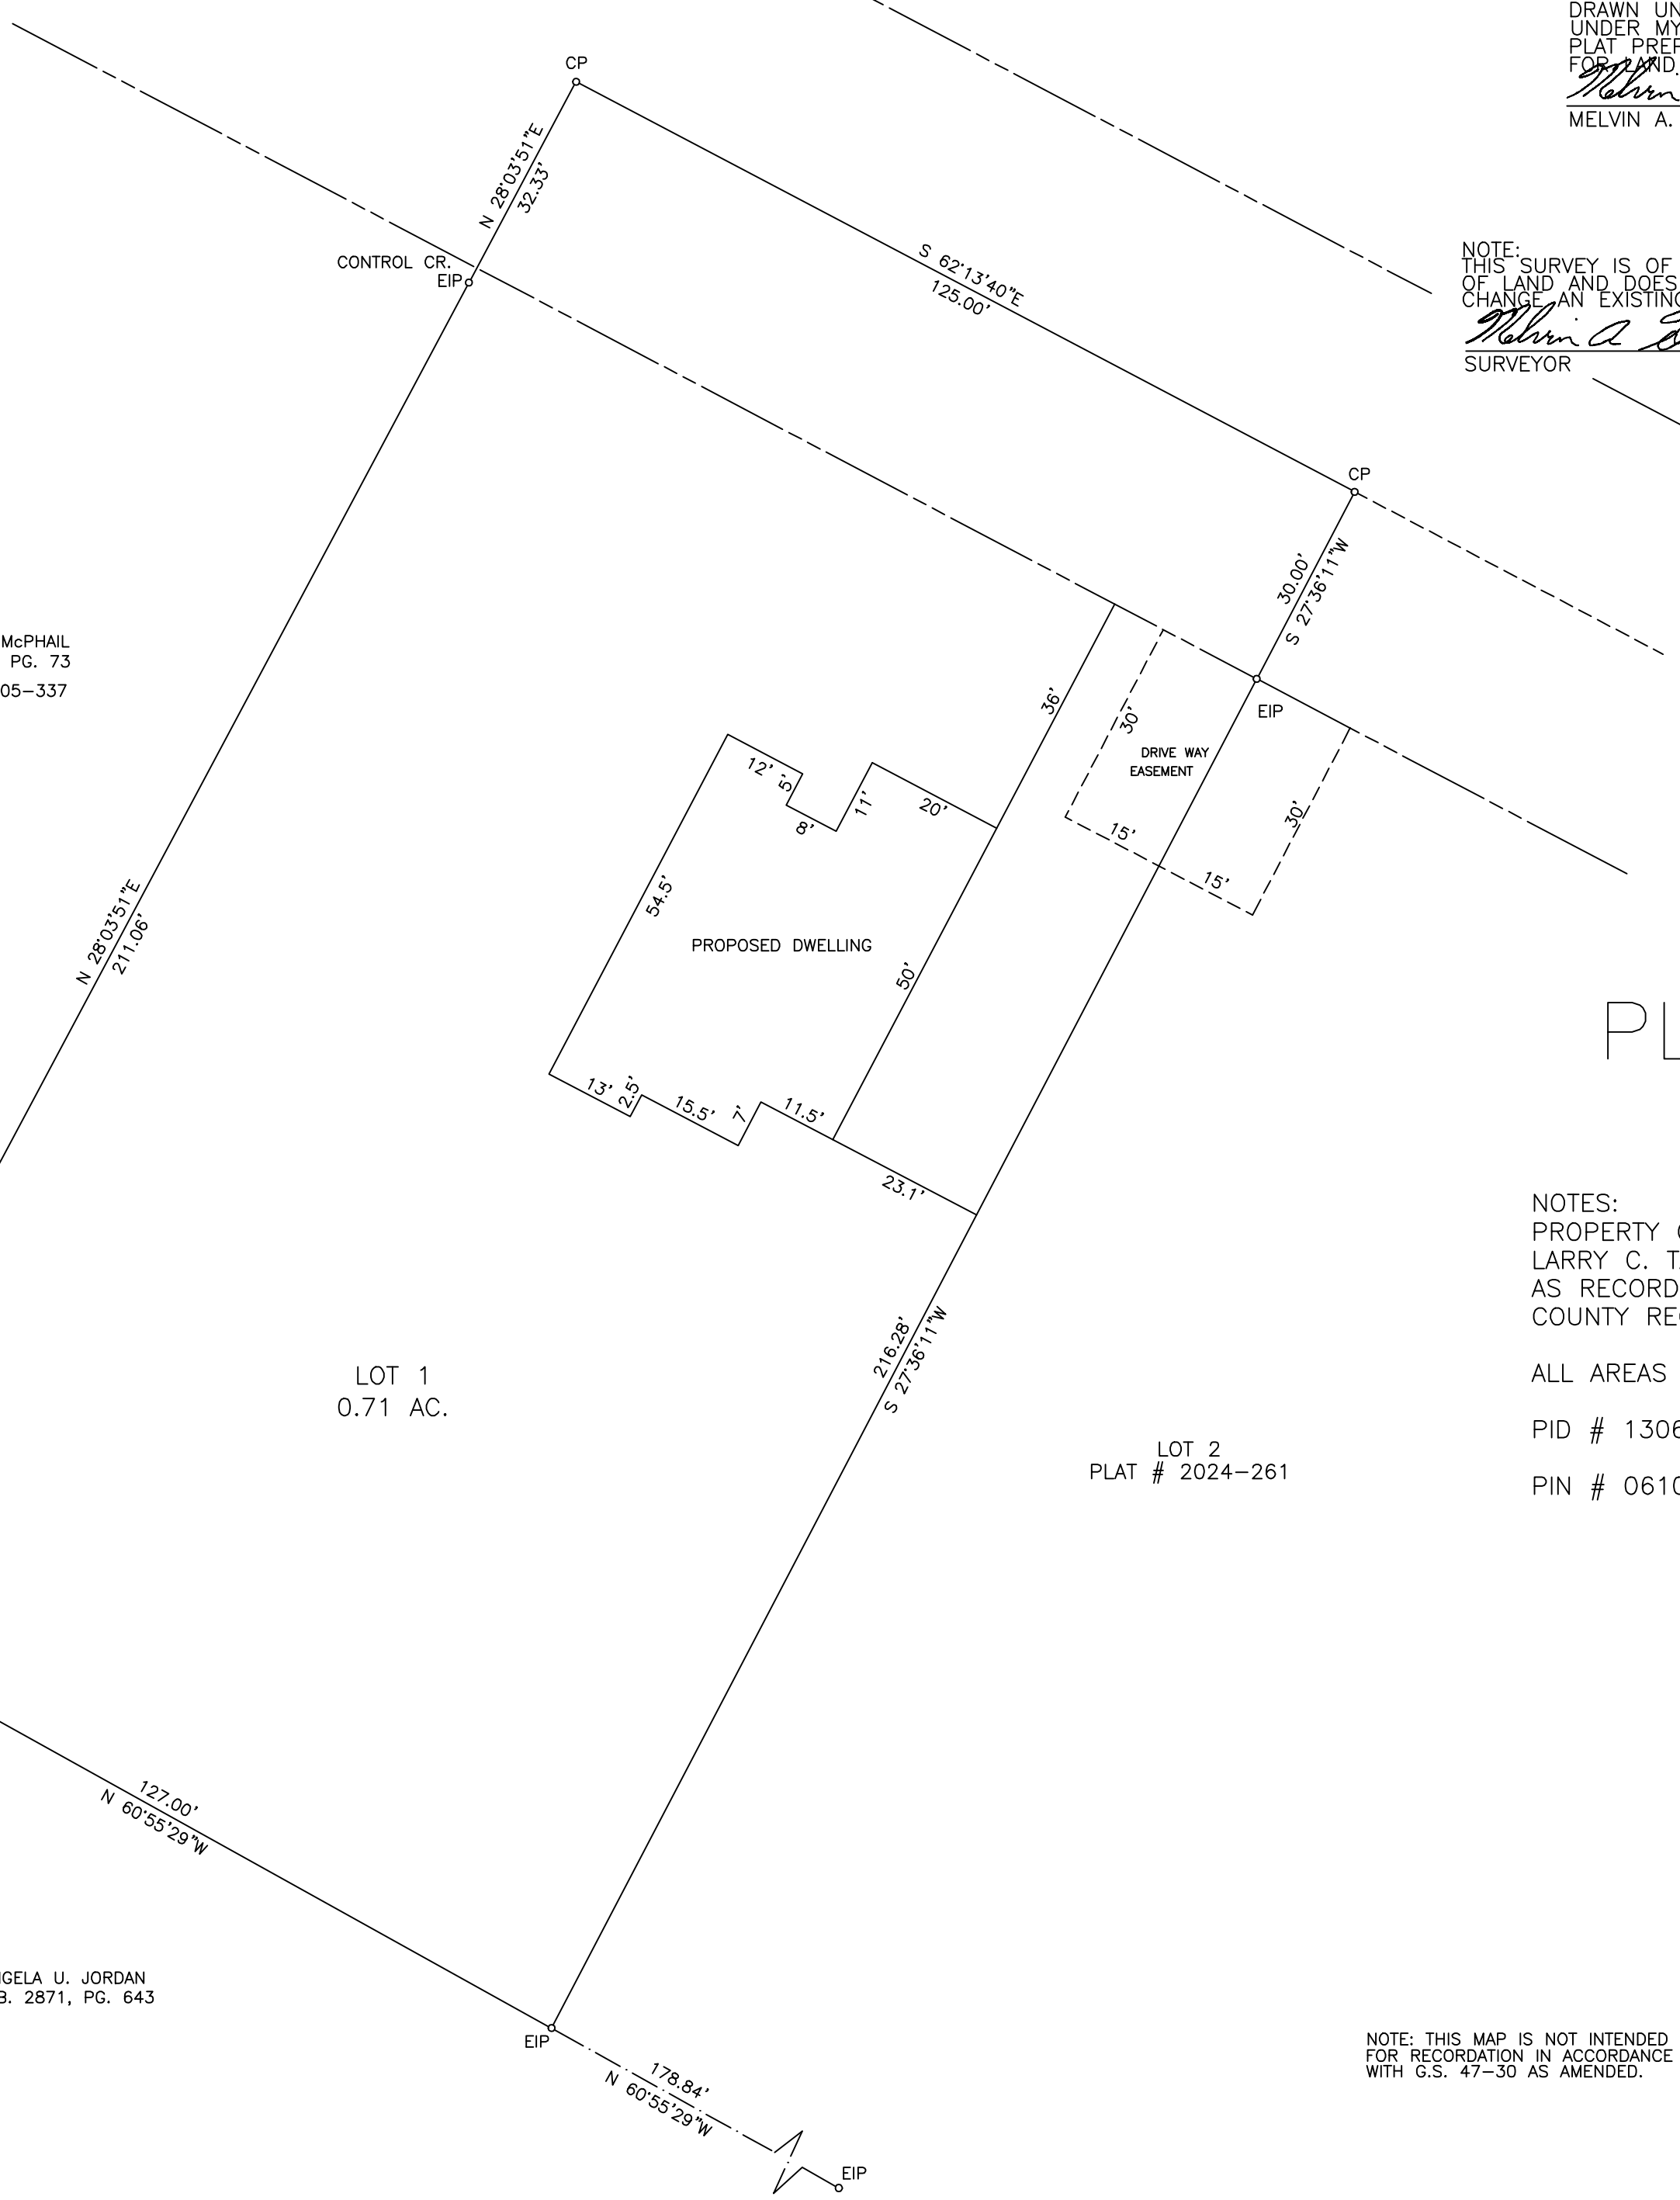 DRAWN UN
UNDER MY
PLAT PREP
FOR LAND
MELVIN A.
CP
N 28°03'51"E
32.33'
CONTROL CR.
EIP
S 62°13'40"E
125.00'
NOTE:
THIS SURVEY IS OF
OF LAND AND DOES
CHANGE AN EXISTING
Melvin A
SURVEYOR
CP
30.00'
S 27°36'11"W
EIP
McPHAIL
PG. 73
05-337
36'
30'
DRIVE WAY
EASEMENT
15'
15'
30'
12'
5'
8'
11'
20'
54.5'
PROPOSED DWELLING
50'
N 28°03'51"E
211.06'
13'
2.5'
15.5'
7'
11.5'
23.1'
PL
NOTES:
PROPERTY
LARRY C. TA
AS RECORD
COUNTY REG
ALL AREAS
PID # 1306
PIN # 0610
216.28'
S 27°36'11"W
LOT 1
0.71 AC.
LOT 2
PLAT # 2024-261
127.00'
N 60°55'29"W
GELA U. JORDAN
B. 2871, PG. 643
EIP
178.84'
N 60°55'29"W
EIP
NOTE: THIS MAP IS NOT INTENDED
FOR RECORDATION IN ACCORDANCE
WITH G.S. 47-30 AS AMENDED.